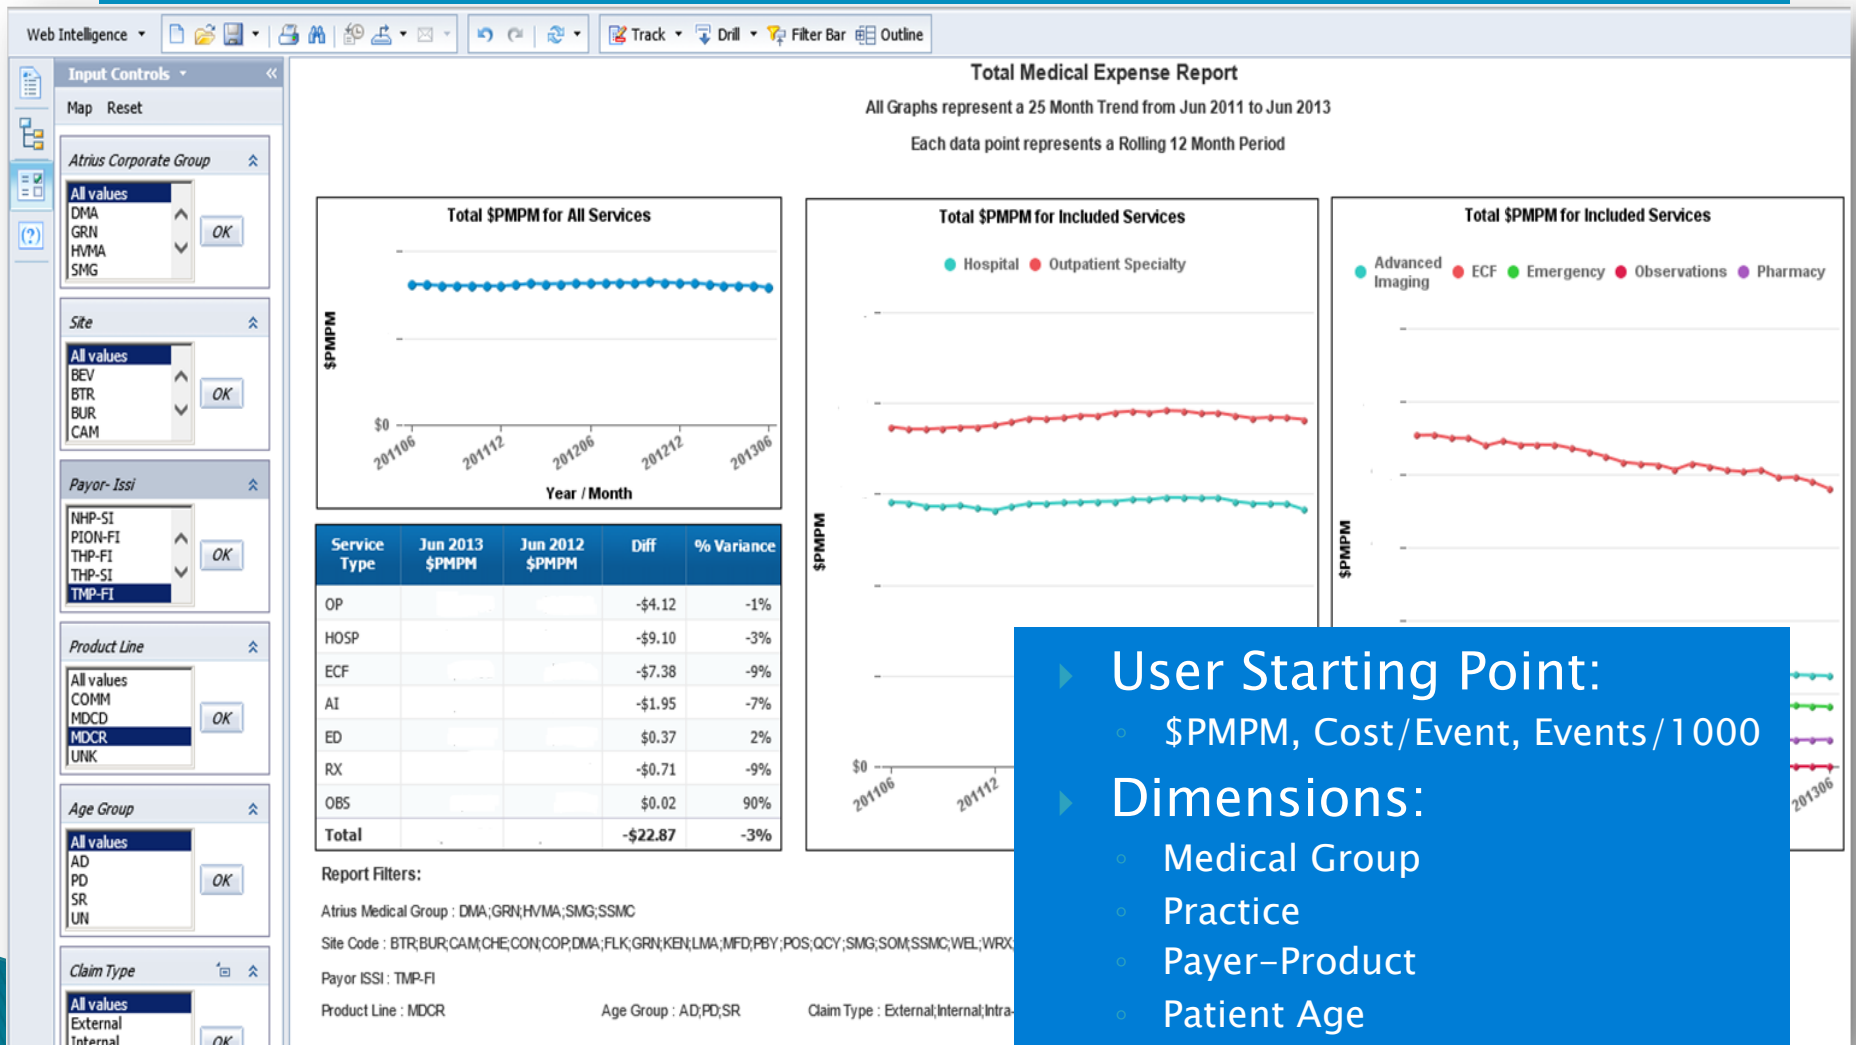 Web Intelligence
Track
Drill
Filter Bar
Outline
Input Controls
Map Reset
Atrius Corporate Group
All values
DMA
GRN
HVMA
SMG
OK
Site
All values
BEV
BTR
BUR
CAM
OK
Payor- Issi
NHP-SI
PION-FI
THP-FI
THP-SI
TMP-FI
OK
Product Line
All values
COMM
MDCD
MDCR
UNK
OK
Age Group
All values
AD
PD
SR
UN
OK
Claim Type
All values
External
Internal
OK
Total Medical Expense Report
All Graphs represent a 25 Month Trend from Jun 2011 to Jun 2013
Each data point represents a Rolling 12 Month Period
Total $PMPM for All Services
$PMPM
$0
201106 201112 201206 201212 201306
Year / Month
Service Type Jun 2013 $PMPM Jun 2012 $PMPM Diff % Variance
OP -$4.12 -1%
HOSP -$9.10 -3%
ECF -$7.38 -9%
AI -$1.95 -7%
ED $0.37 2%
RX -$0.71 -9%
OBS $0.02 90%
Total -$22.87 -3%
Total $PMPM for Included Services
Hospital Outpatient Specialty
$PMPM
$0
201106 201112
Total $PMPM for Included Services
Advanced Imaging ECF Emergency Observations Pharmacy
$PMPM
201306
Report Filters:
Atrius Medical Group : DMA;GRN;HVMA;SMG;SSMC
Site Code : BTR;BUR;CAM;CHE;CON;COP;DMA;FLK;GRN;KEN;LMA;MFD;PBY;POS;QCY;SMG;SOM;SSMC;WEL;WRX;
Payor ISSI : TMP-FI
Product Line : MDCR Age Group : AD;PD;SR Claim Type : External;Internal;Intra-
User Starting Point:
$PMPM, Cost/Event, Events/1000
Dimensions:
Medical Group
Practice
Payer-Product
Patient Age